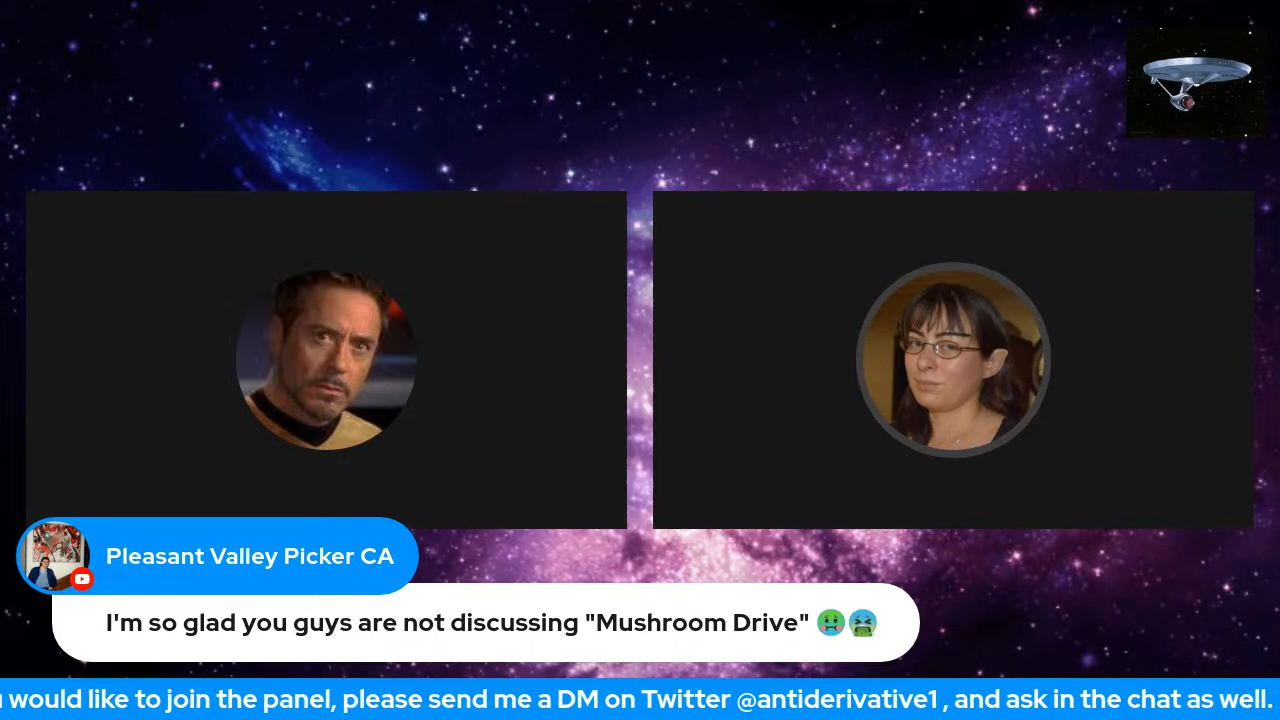 Pleasant Valley Picker CA
I'm so glad you guys are not discussing "Mushroom Drive" 🤢🤮
would like to join the panel, please send me a DM on Twitter @antiderivative1 , and ask in the chat as well.